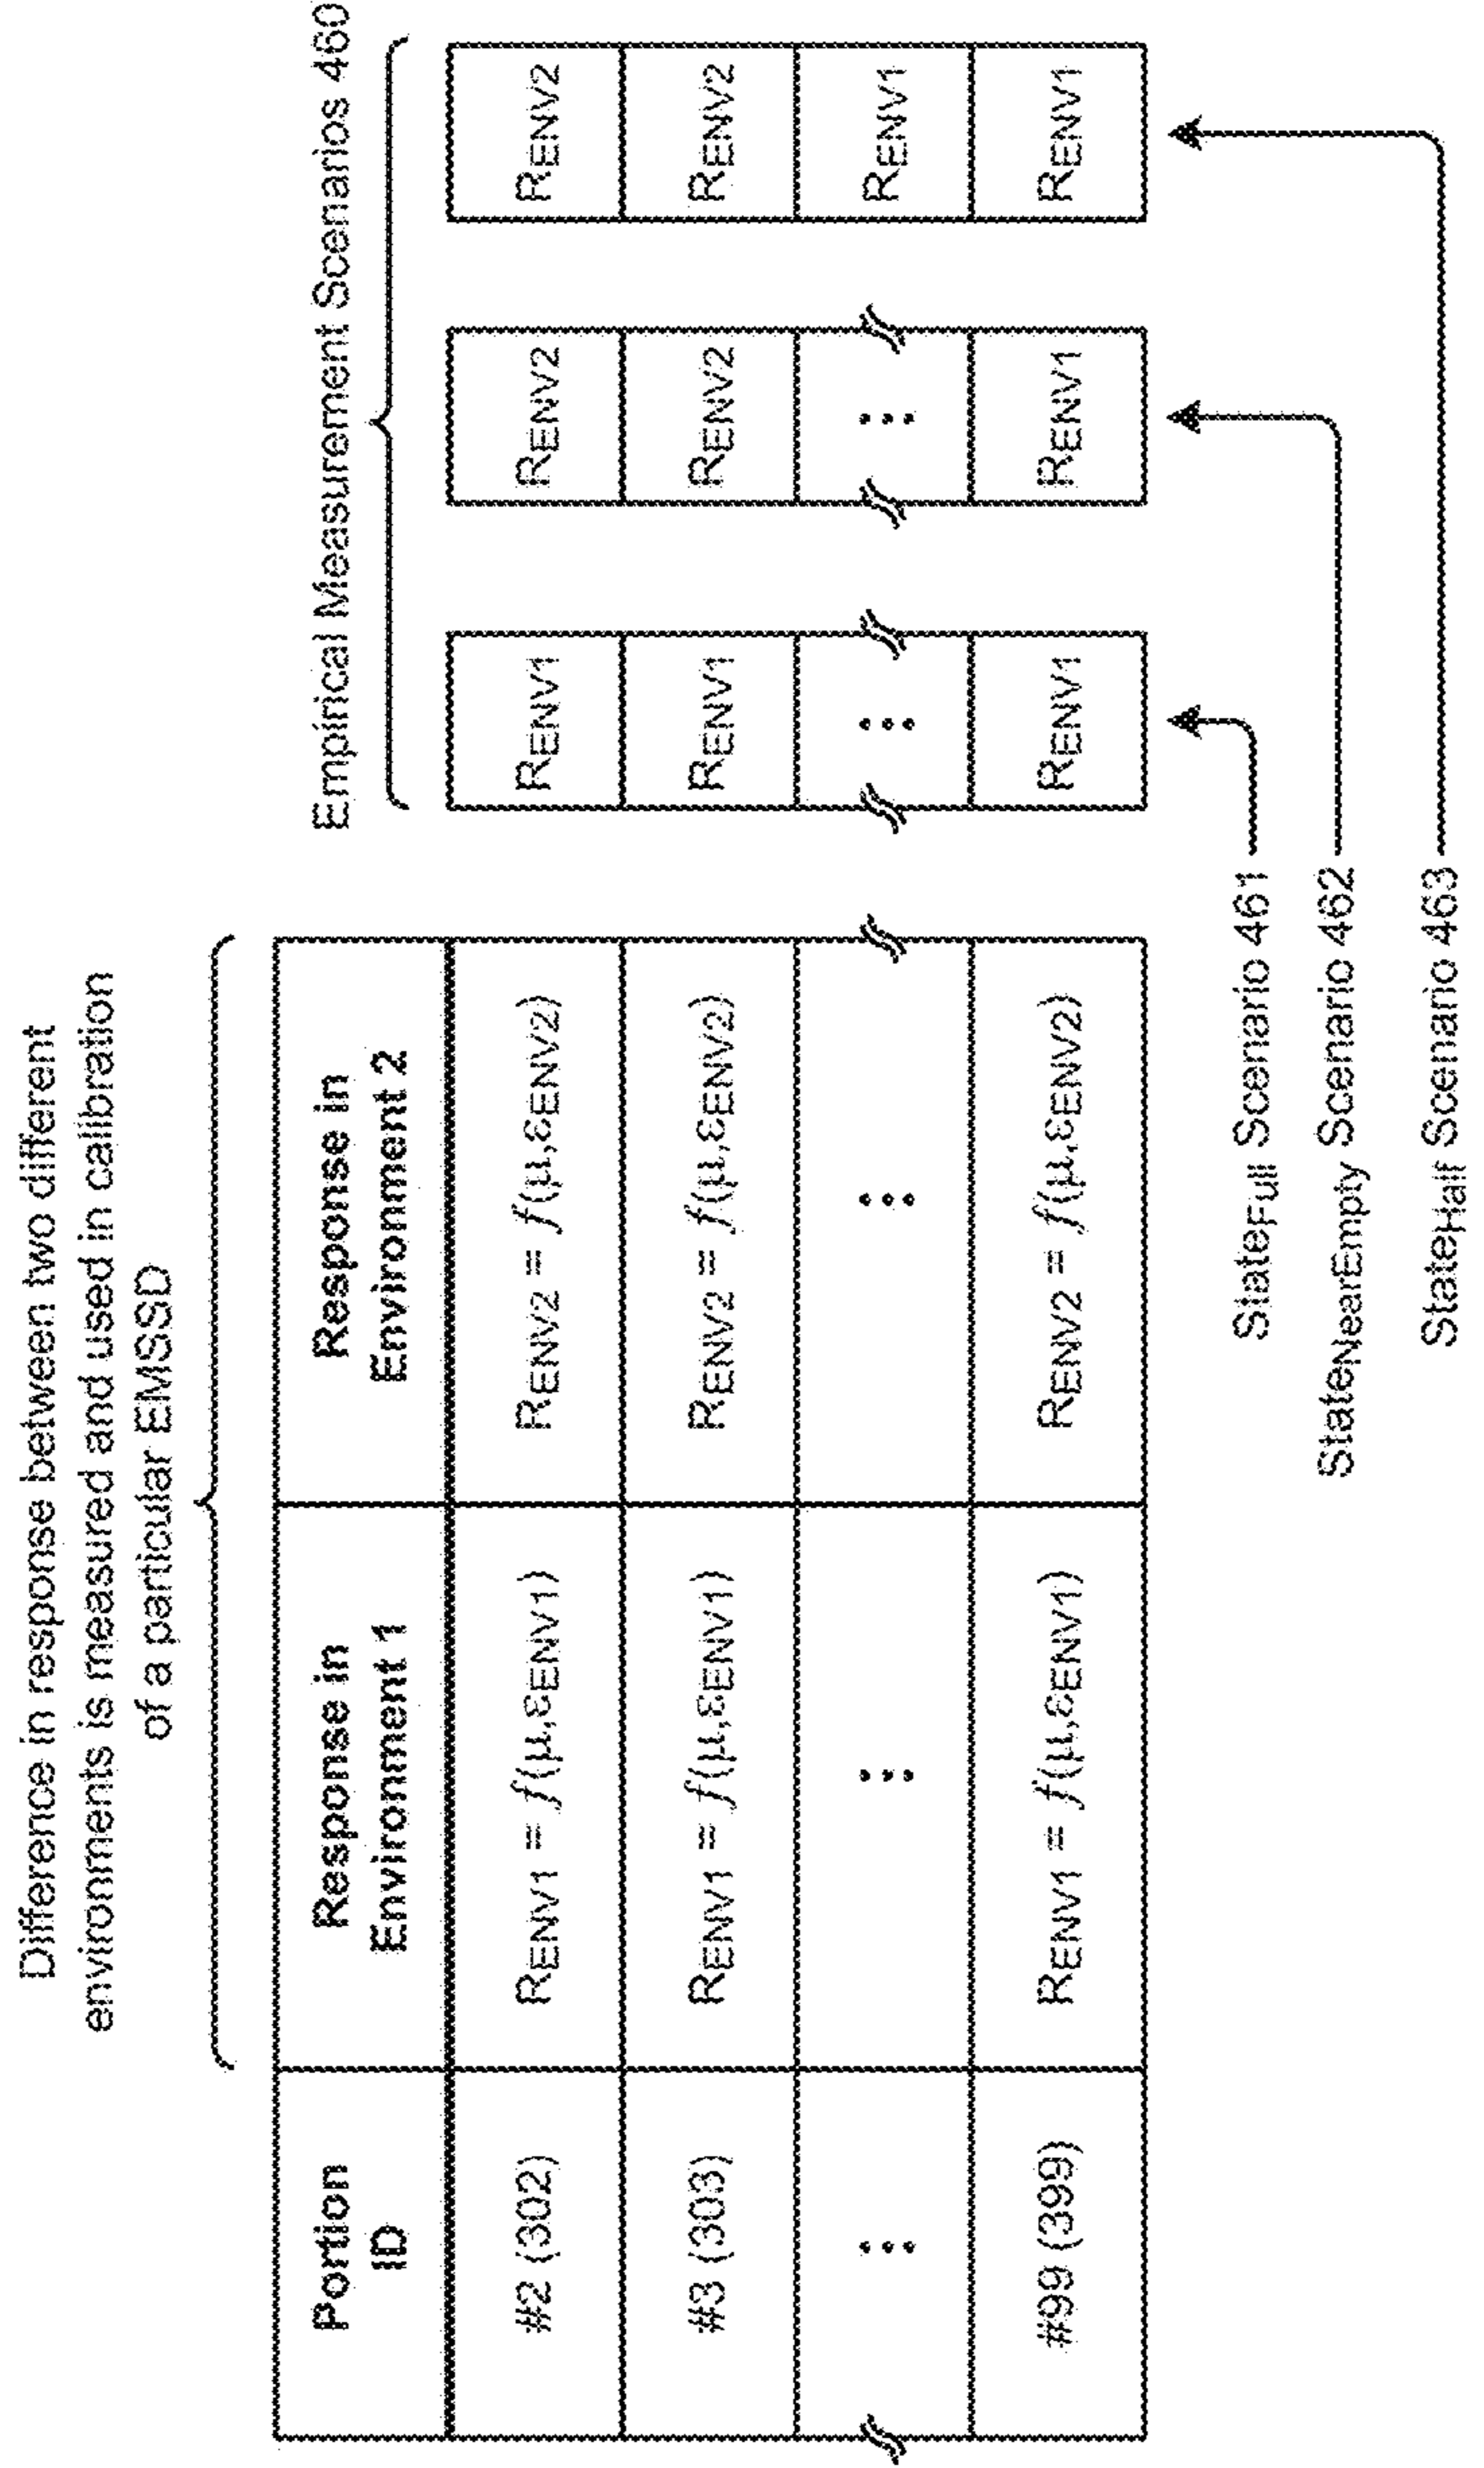 Difference in response between two different
environments is measured and used in calibration
of a particular EMSSD
Empirical Measurement Scenarios 460
Portion
ID
Response in
Environment 1
Response in
Environment 2
#2 (302)
RENV1 = f(μ,εENV1)
RENV2 = f(μ,εENV2)
RENV1
RENV2
RENV2
#3 (303)
RENV1 = f(μ,εENV1)
RENV2 = f(μ,εENV2)
RENV1
RENV2
RENV2
⋮
⋮
⋮
⋮
⋮
RENV1
#99 (399)
RENV1 = f(μ,εENV1)
RENV2 = f(μ,εENV2)
RENV1
RENV1
RENV1
StateFull Scenario 461
StateNearEmpty Scenario 462
StateHalf Scenario 463